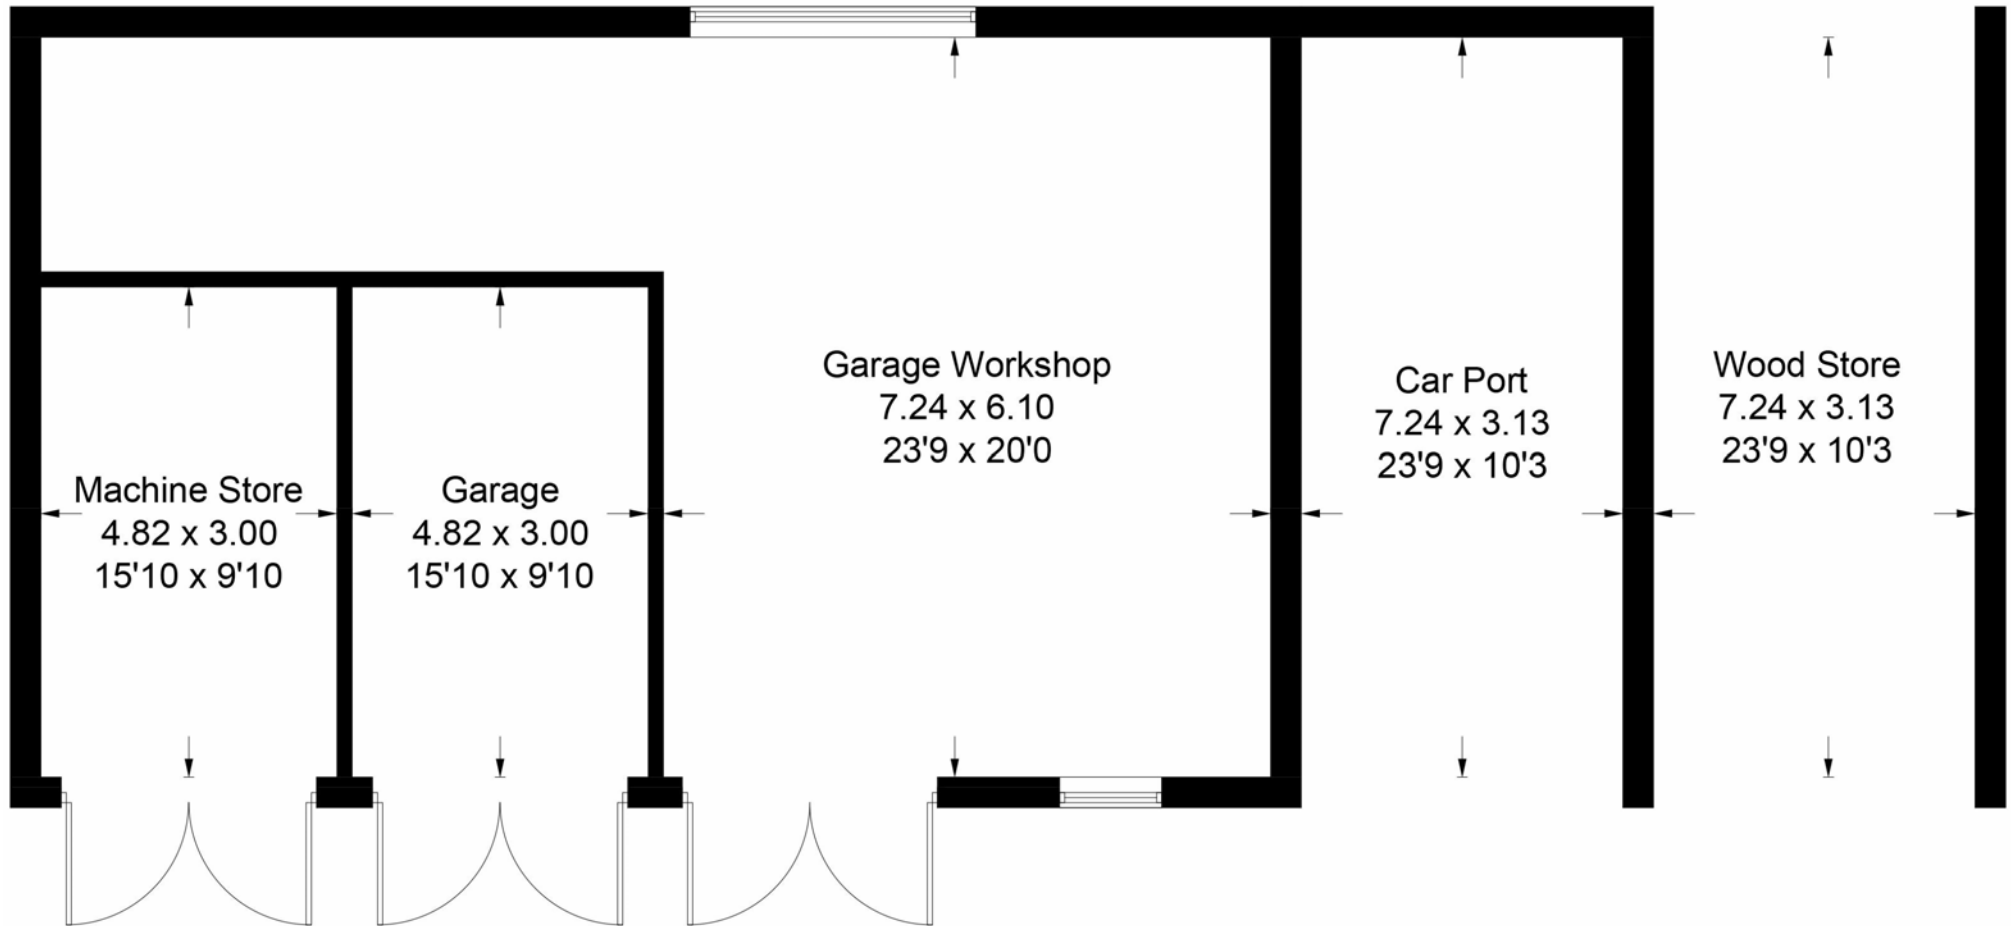 Machine Store
4.82 x 3.00
15'10 x 9'10
Garage
4.82 x 3.00
15'10 x 9'10
Garage Workshop
7.24 x 6.10
23'9 x 20'0
Car Port
7.24 x 3.13
23'9 x 10'3
Wood Store
7.24 x 3.13
23'9 x 10'3